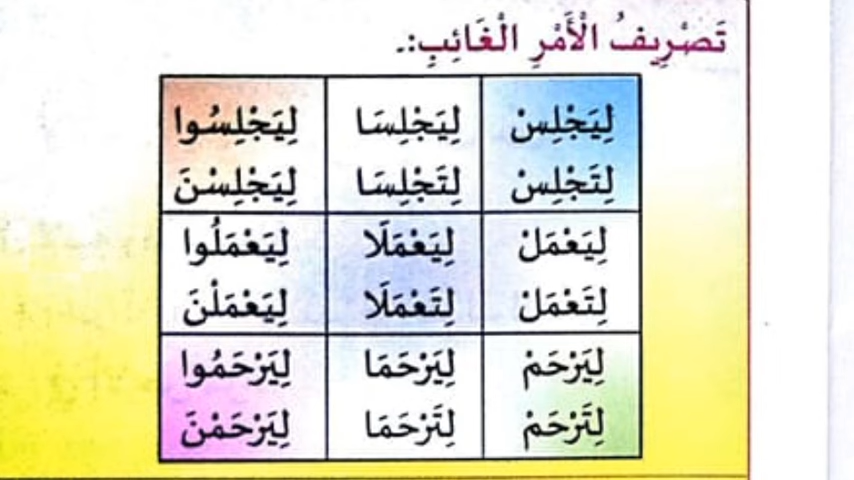 تَصْرِيفُ الْأَمْرِ الْغَائِبِ:.
لِيَجْلِسْ لِيَجْلِسَا لِيَجْلِسُوا
لِتَجْلِسْ لِتَجْلِسَا لِيَجْلِسْنَ
لِيَعْمَلْ لِيَعْمَلَا لِيَعْمَلُوا
لِتَعْمَلْ لِتَعْمَلَا لِيَعْمَلْنَ
لِيَرْحَمْ لِيَرْحَمَا لِيَرْحَمُوا
لِتَرْحَمْ لِتَرْحَمَا لِيَرْحَمْنَ